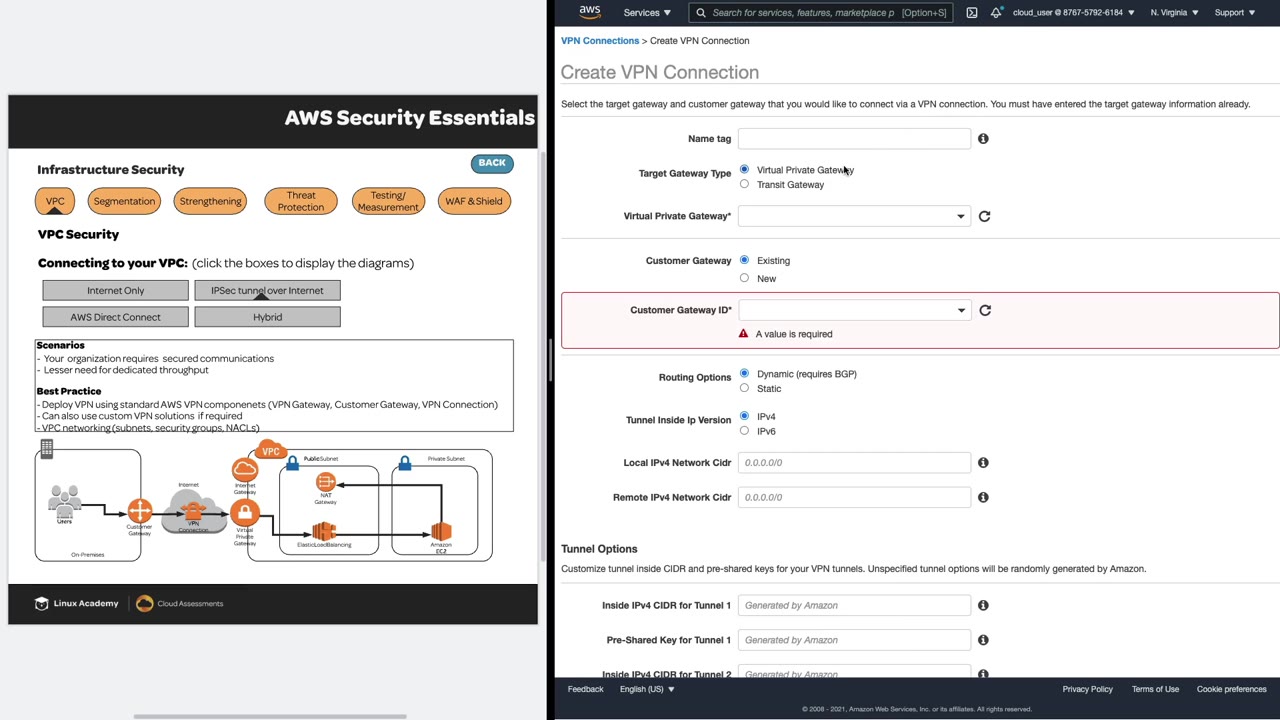 AWS Security Essentials
Infrastructure Security
BACK
VPC
Segmentation
Strengthening
Threat
Protection
Testing/
Measurement
WAF & Shield
VPC Security
Connecting to your VPC: (click the boxes to display the diagrams)
Internet Only
IPSec tunnel over Internet
AWS Direct Connect
Hybrid
Scenarios
- Your organization requires secured communications
- Lesser need for dedicated throughput
Best Practice
- Deploy VPN using standard AWS VPN componenets (VPN Gateway, Customer Gateway, VPN Connection)
- Can also use custom VPN solutions if required
- VPC networking (subnets, security groups, NACLs)
VPC
Public Subnet
Private Subnet
Internet
Internet
Gateway
NAT
Gateway
Users
Customer
Gateway
VPN
Connection
Virtual
Private
Gateway
ElasticLoadBalancing
Amazon
EC2
On-Premises
Linux Academy
Cloud Assessments
aws
Services
Search for services, features, marketplace p
[Option+S]
cloud_user @ 8767-5792-6184
N. Virginia
Support
VPN Connections > Create VPN Connection
Create VPN Connection
Select the target gateway and customer gateway that you would like to connect via a VPN connection. You must have entered the target gateway information already.
Name tag
Target Gateway Type
Virtual Private Gateway
Transit Gateway
Virtual Private Gateway*
Customer Gateway
Existing
New
Customer Gateway ID*
A value is required
Routing Options
Dynamic (requires BGP)
Static
Tunnel Inside Ip Version
IPv4
IPv6
Local IPv4 Network Cidr
0.0.0.0/0
Remote IPv4 Network Cidr
0.0.0.0/0
Tunnel Options
Customize tunnel inside CIDR and pre-shared keys for your VPN tunnels. Unspecified tunnel options will be randomly generated by Amazon.
Inside IPv4 CIDR for Tunnel 1
Generated by Amazon
Pre-Shared Key for Tunnel 1
Generated by Amazon
Inside IPv4 CIDR for Tunnel 2
Generated by Amazon
Feedback
English (US)
Privacy Policy
Terms of Use
Cookie preferences
© 2008 - 2021, Amazon Web Services, Inc. or its affiliates. All rights reserved.